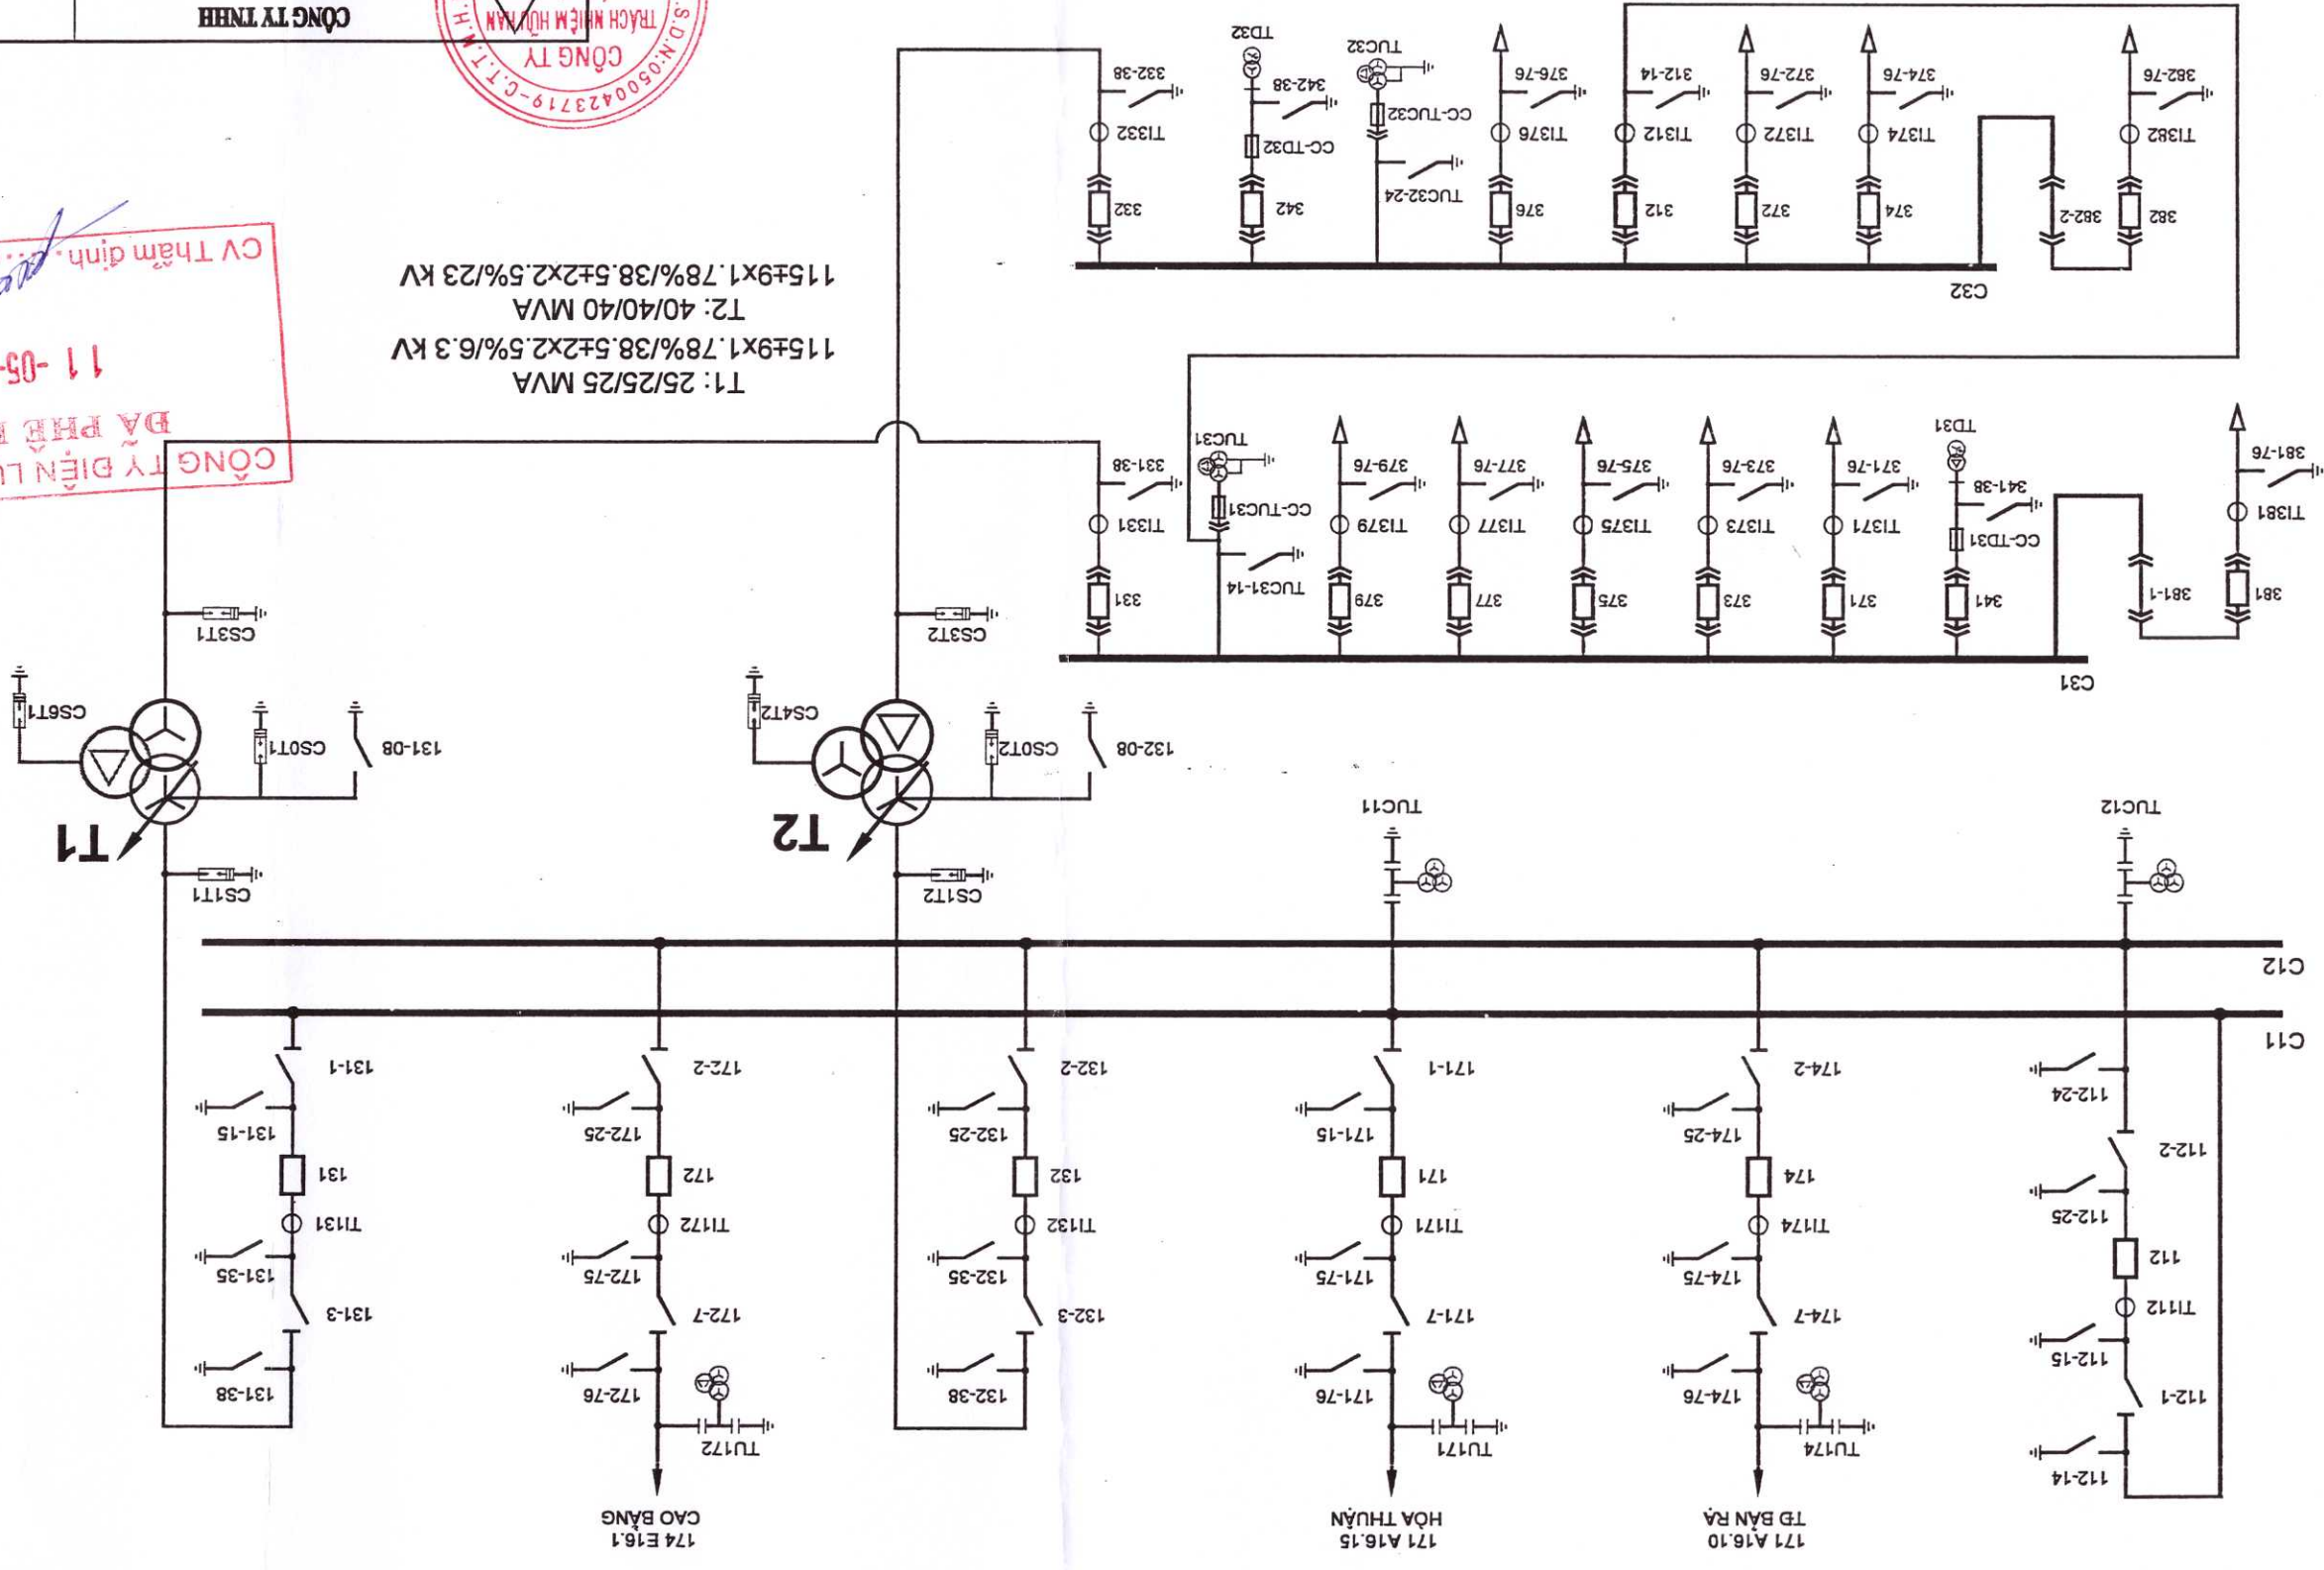 171 A16.10
TĐ BẢN RẠ
171 A16.15
HÒA THUẬN
174 E16.1
CAO BẰNG
112-14
TU174
TU171
TU172
112-1
174-76
171-76
132-38
172-76
131-38
112-15
TI112
174-7
171-7
132-3
172-7
131-3
112
174-75
171-75
132-35
172-75
131-35
112-25
TI174
TI171
TI132
TI172
TI131
112-2
174
171
132
172
131
112-24
174-25
171-15
132-25
172-25
131-15
174-2
171-1
132-2
172-2
131-1
C11
C12
CS1T2
CS1T1
TUC12
TUC11
T2
T1
132-08
CS0T2
CS4T2
131-08
CS0T1
CS6T1
CS3T2
CS3T1
C31
381
381-1
341
371
373
375
377
379
TUC31-14
331
TI381
CC-TD31
TI371
TI373
TI375
TI377
TI379
CC-TUC31
TI331
381-76
341-38
371-76
373-76
375-76
377-76
379-76
331-38
TD31
TUC31
T1: 25/25/25 MVA
115±9x1.78%/38.5±2x2.5%/6.3 kV
T2: 40/40/40 MVA
115±9x1.78%/38.5±2x2.5%/23 kV
C32
382
382-2
374
372
312
376
TUC32-24
342
332
TI382
TI374
TI372
TI312
TI376
CC-TUC32
CC-TD32
TI332
382-76
374-76
372-76
312-14
376-76
342-38
332-38
TUC32
TD32
CÔNG TY ĐIỆN
ĐÃ PHÊ
11 -05-
CV Thẩm định
S.D.N:0500423719-C.T.T
CÔNG TY
TRÁCH NHIỆM HỮU HẠN
CÔNG TY TNHH